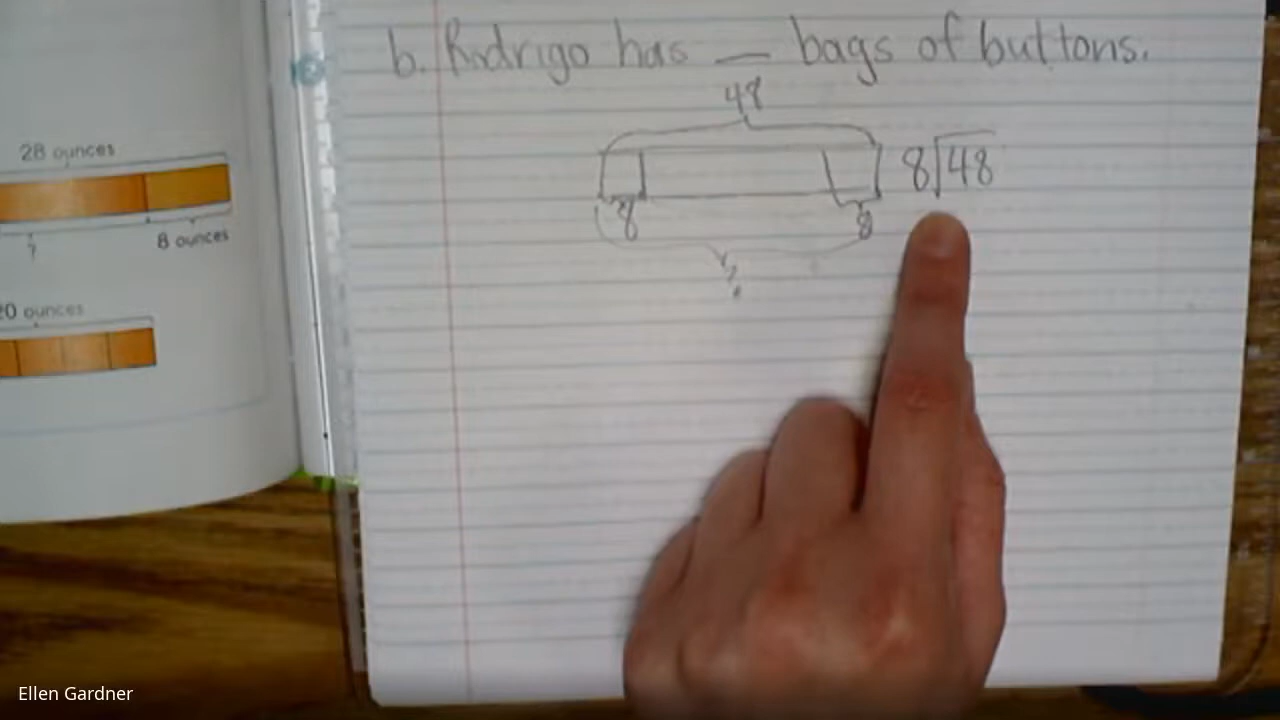 28 ounces
?
8 ounces
20 ounces
b. Rodrigo has __ bags of buttons.
48
8
8
?
8)48
Ellen Gardner